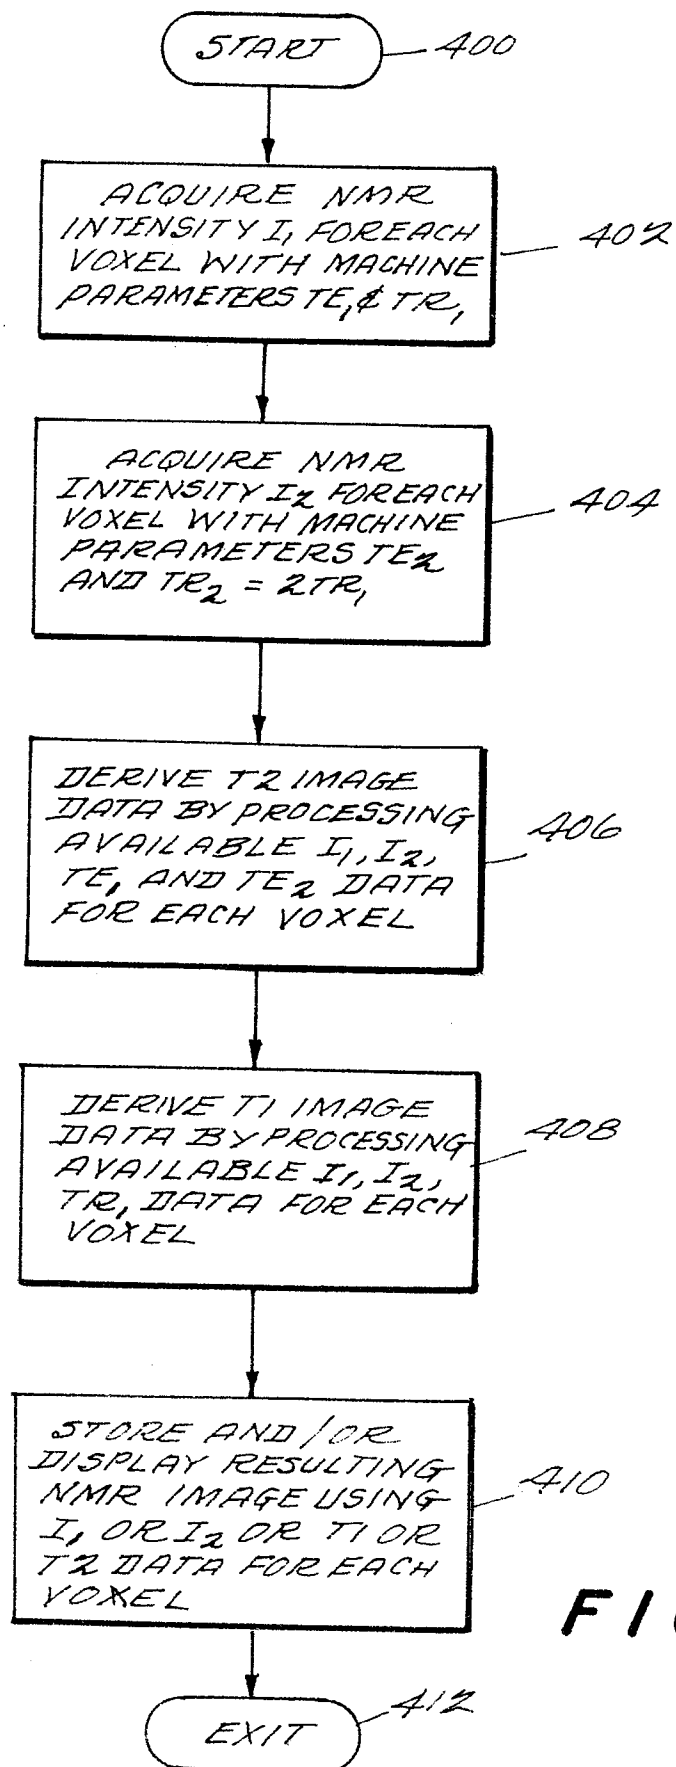 START
400
ACQUIRE NMR
INTENSITY I₁ FOR EACH
VOXEL WITH MACHINE
PARAMETERS TE₁ & TR₁
402
ACQUIRE NMR
INTENSITY I₂ FOR EACH
VOXEL WITH MACHINE
PARAMETERS TE₂
AND TR₂ = 2TR₁
404
DERIVE T2 IMAGE
DATA BY PROCESSING
AVAILABLE I₁, I₂,
TE₁ AND TE₂ DATA
FOR EACH VOXEL
406
DERIVE T1 IMAGE
DATA BY PROCESSING
AVAILABLE I₁, I₂,
TR₁ DATA FOR EACH
VOXEL
408
STORE AND/OR
DISPLAY RESULTING
NMR IMAGE USING
I₁ OR I₂ OR T1 OR
T2 DATA FOR EACH
VOXEL
410
FI
EXIT
412